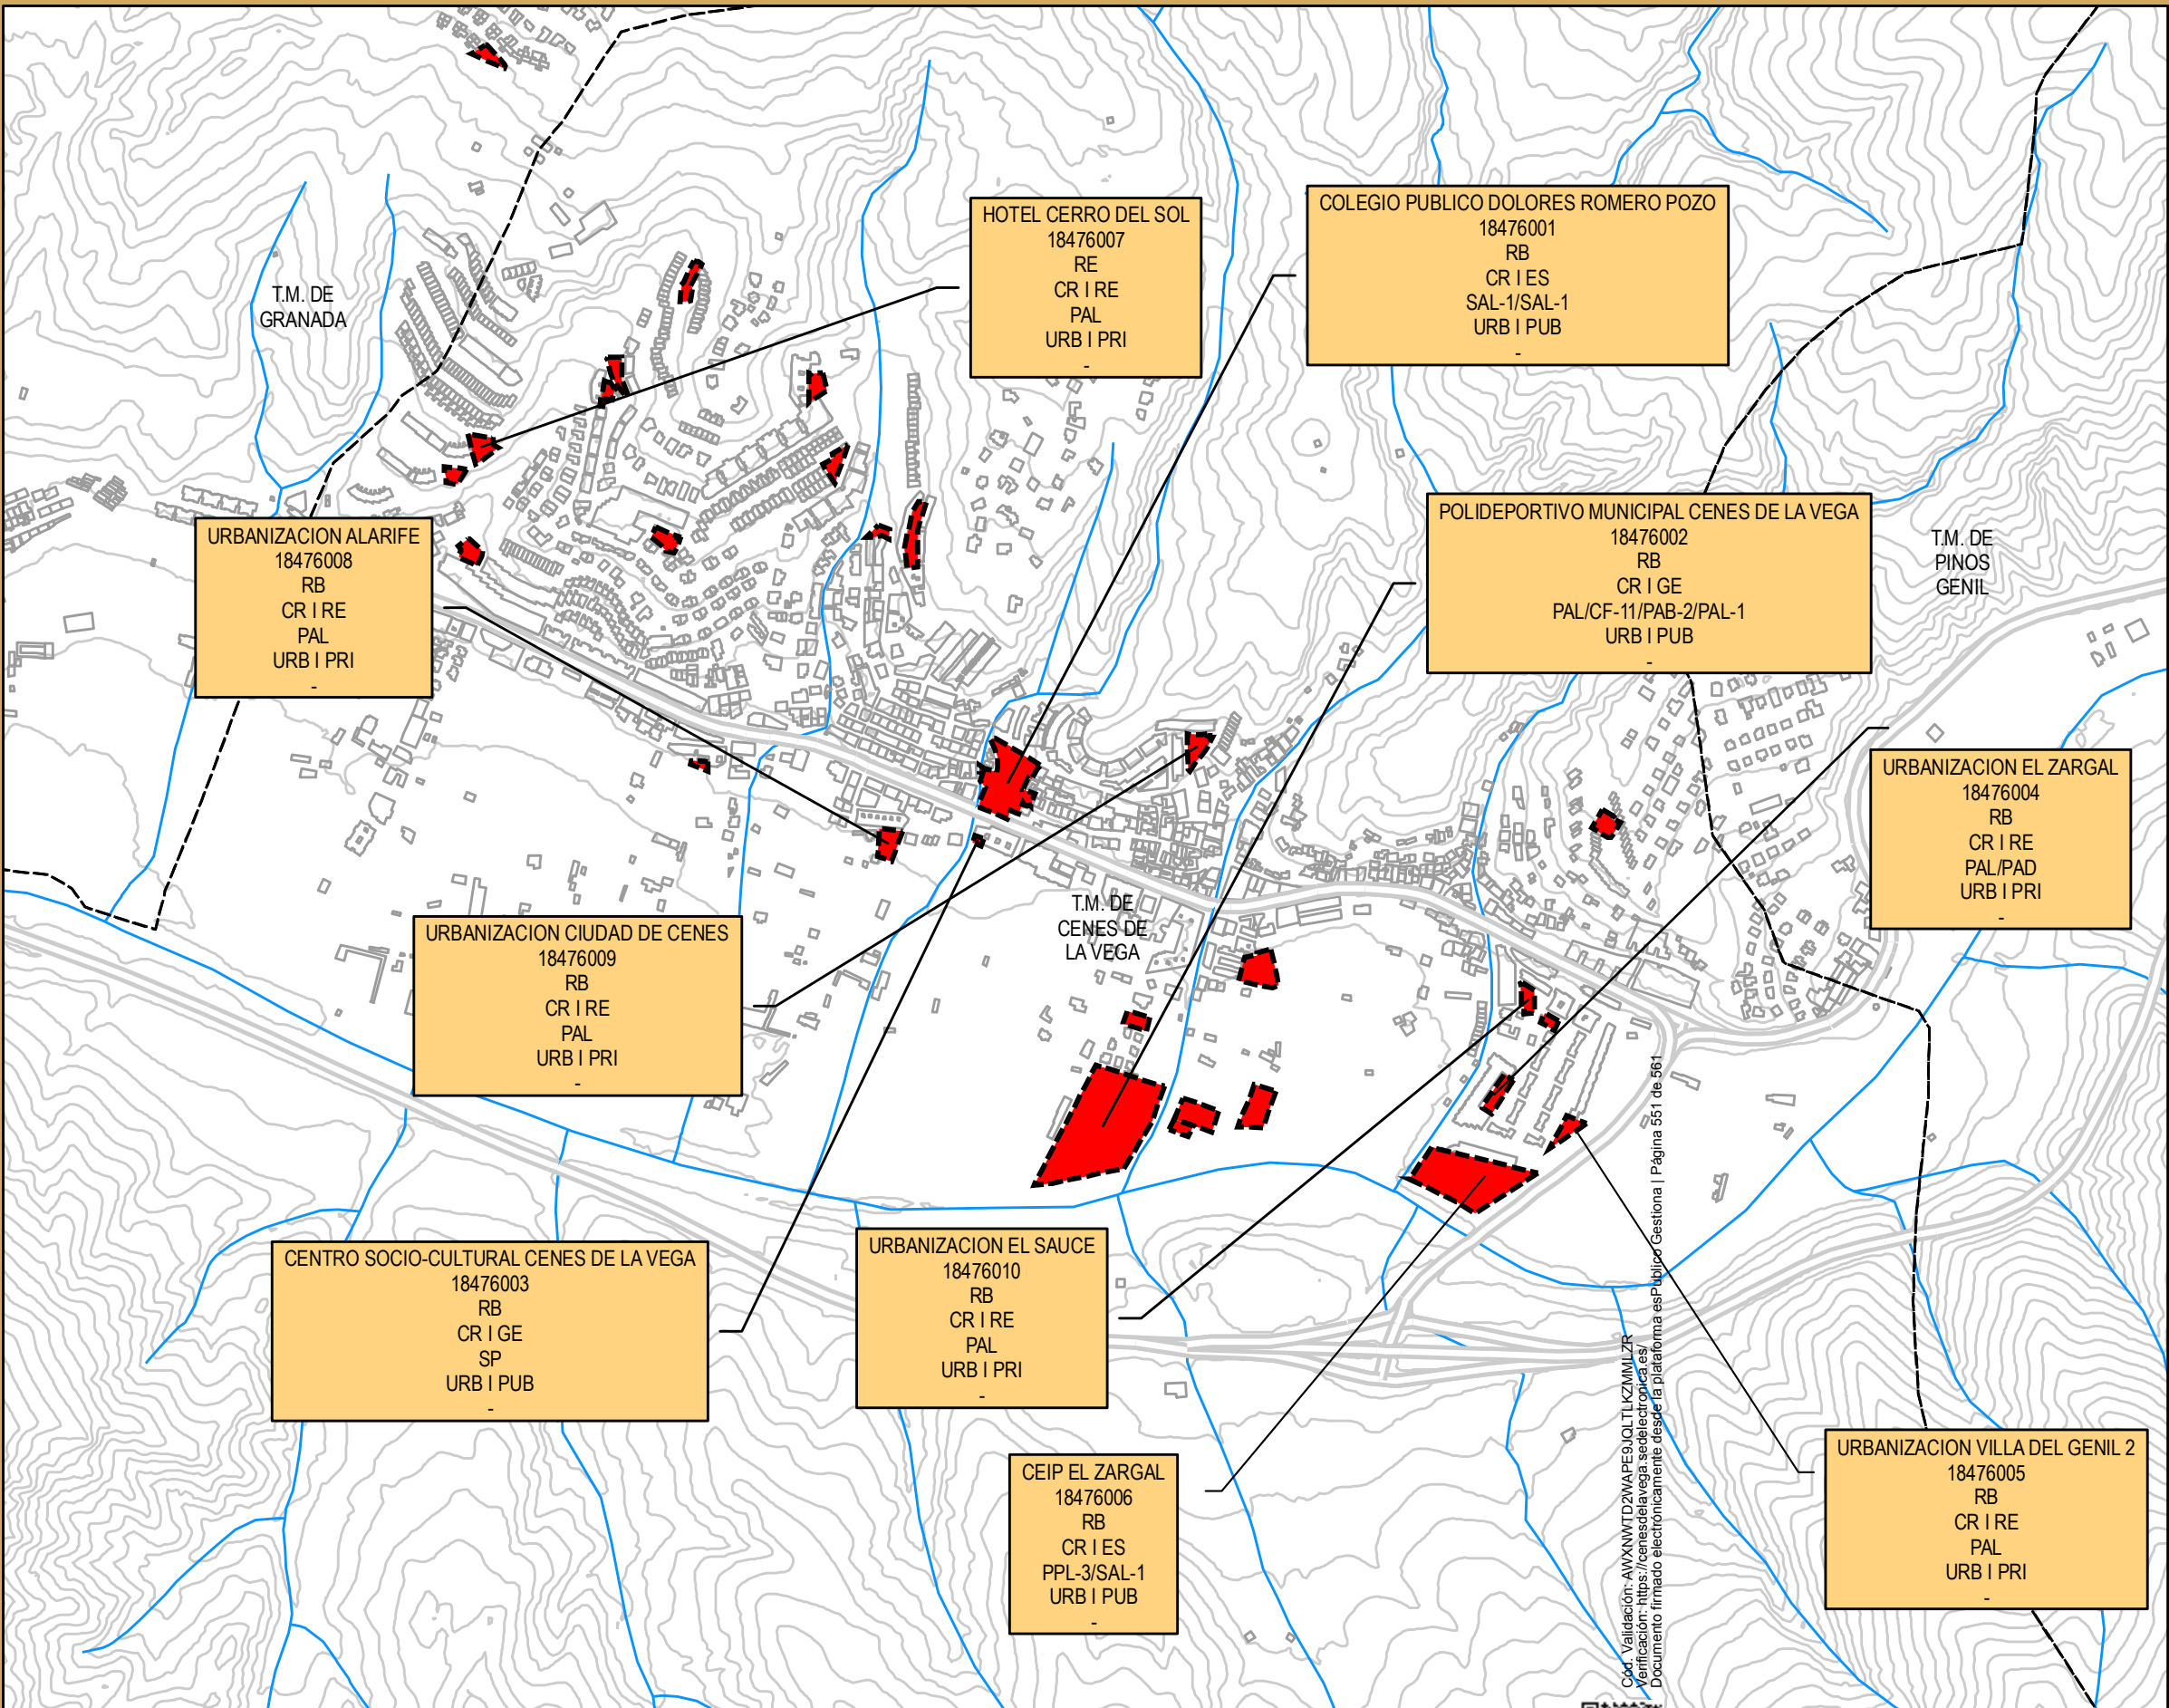 HOTEL CERRO DEL SOL
18476007
RE
CR I RE
PAL
URB I PRI
-
COLEGIO PUBLICO DOLORES ROMERO POZO
18476001
RB
CR I ES
SAL-1/SAL-1
URB I PUB
-
T.M. DE
GRANADA
POLIDEPORTIVO MUNICIPAL CENES DE LA VEGA
18476002
RB
CR I GE
PAL/CF-11/PAB-2/PAL-1
URB I PUB
-
T.M. DE
PINOS
GENIL
URBANIZACION ALARIFE
18476008
RB
CR I RE
PAL
URB I PRI
-
URBANIZACION EL ZARGAL
18476004
RB
CR I RE
PAL/PAD
URB I PRI
-
T.M. DE
CENES DE
LA VEGA
URBANIZACION CIUDAD DE CENES
18476009
RB
CR I RE
PAL
URB I PRI
-
CENTRO SOCIO-CULTURAL CENES DE LA VEGA
18476003
RB
CR I GE
SP
URB I PUB
-
URBANIZACION EL SAUCE
18476010
RB
CR I RE
PAL
URB I PRI
-
CEIP EL ZARGAL
18476006
RB
CR I ES
PPL-3/SAL-1
URB I PUB
-
URBANIZACION VILLA DEL GENIL 2
18476005
RB
CR I RE
PAL
URB I PRI
-
Cód. Validación: AWXNWTD2WAPE9JQLTLKZMMLZR
Verificación: https://cenesdelavega.sedelectronica.es/
Documento firmado electrónicamente desde la plataforma esPublico Gestiona | Página 551 de 561